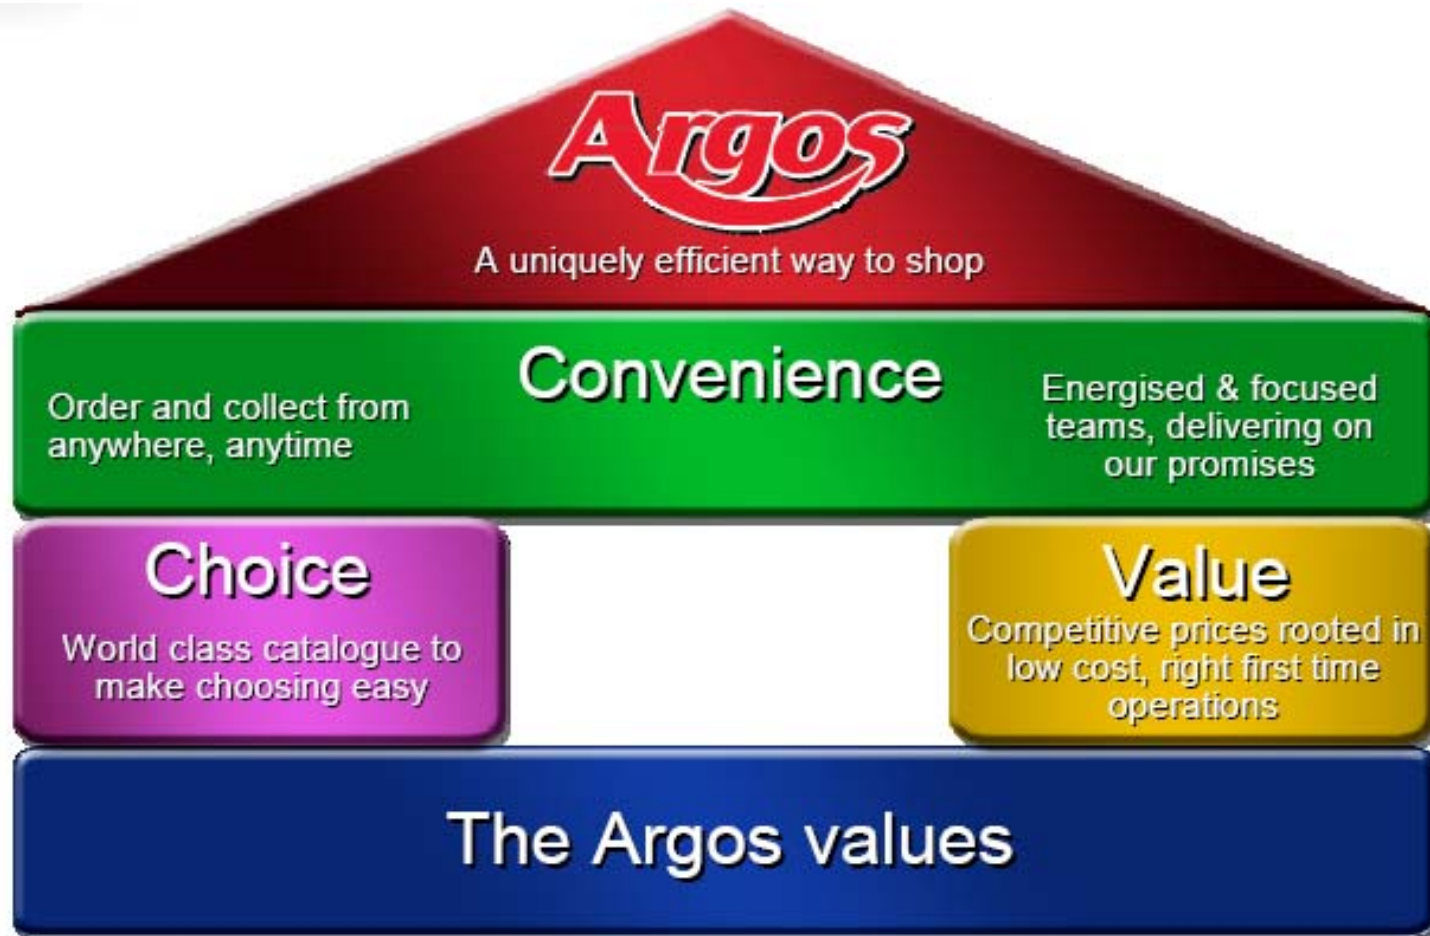 Argos
A uniquely efficient way to shop
Convenience
Order and collect from
anywhere, anytime
Energised & focused
teams, delivering on
our promises
Choice
World class catalogue to
make choosing easy
Value
Competitive prices rooted in
low cost, right first time
operations
The Argos values